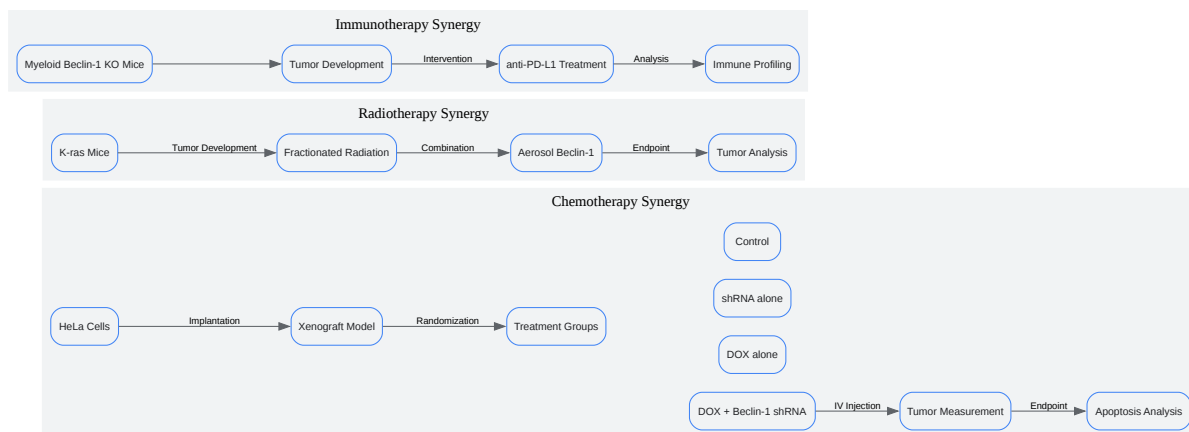 Immunotherapy Synergy
Myeloid Beclin-1 KO Mice
Tumor Development
Intervention
anti-PD-L1 Treatment
Analysis
Immune Profiling
Radiotherapy Synergy
K-ras Mice
Tumor Development
Fractionated Radiation
Combination
Aerosol Beclin-1
Endpoint
Tumor Analysis
Chemotherapy Synergy
Control
shRNA alone
HeLa Cells
Implantation
Xenograft Model
Randomization
Treatment Groups
DOX alone
DOX + Beclin-1 shRNA
IV Injection
Tumor Measurement
Endpoint
Apoptosis Analysis